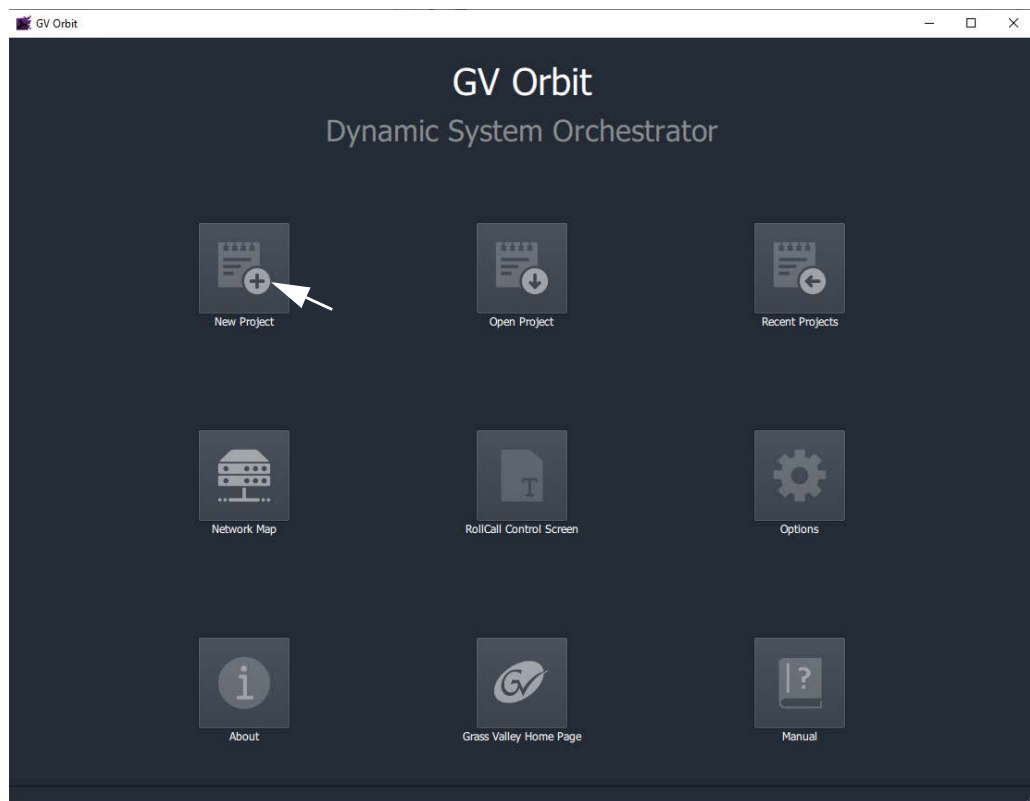 GV Orbit
GV Orbit
Dynamic System Orchestrator
New Project
Open Project
Recent Projects
T
Network Map
RollCall Control Screen
Options
i
GV
?
About
Grass Valley Home Page
Manual